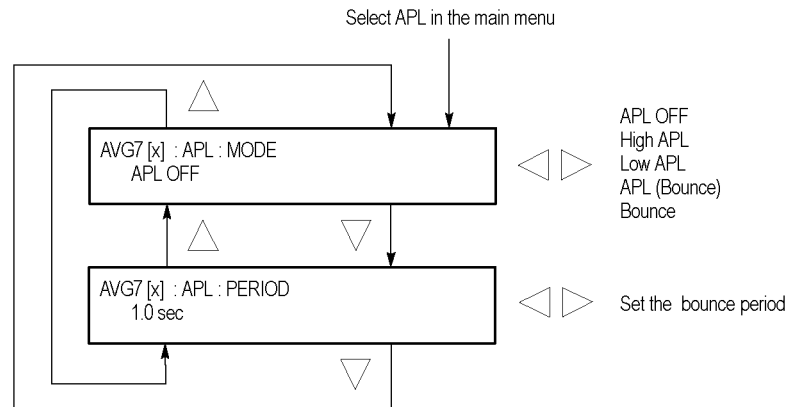 Select APL in the main menu
AVG7 [x] : APL : MODE
APL OFF
APL OFF
High APL
Low APL
APL (Bounce)
Bounce
AVG7 [x] : APL : PERIOD
1.0 sec
Set the bounce period